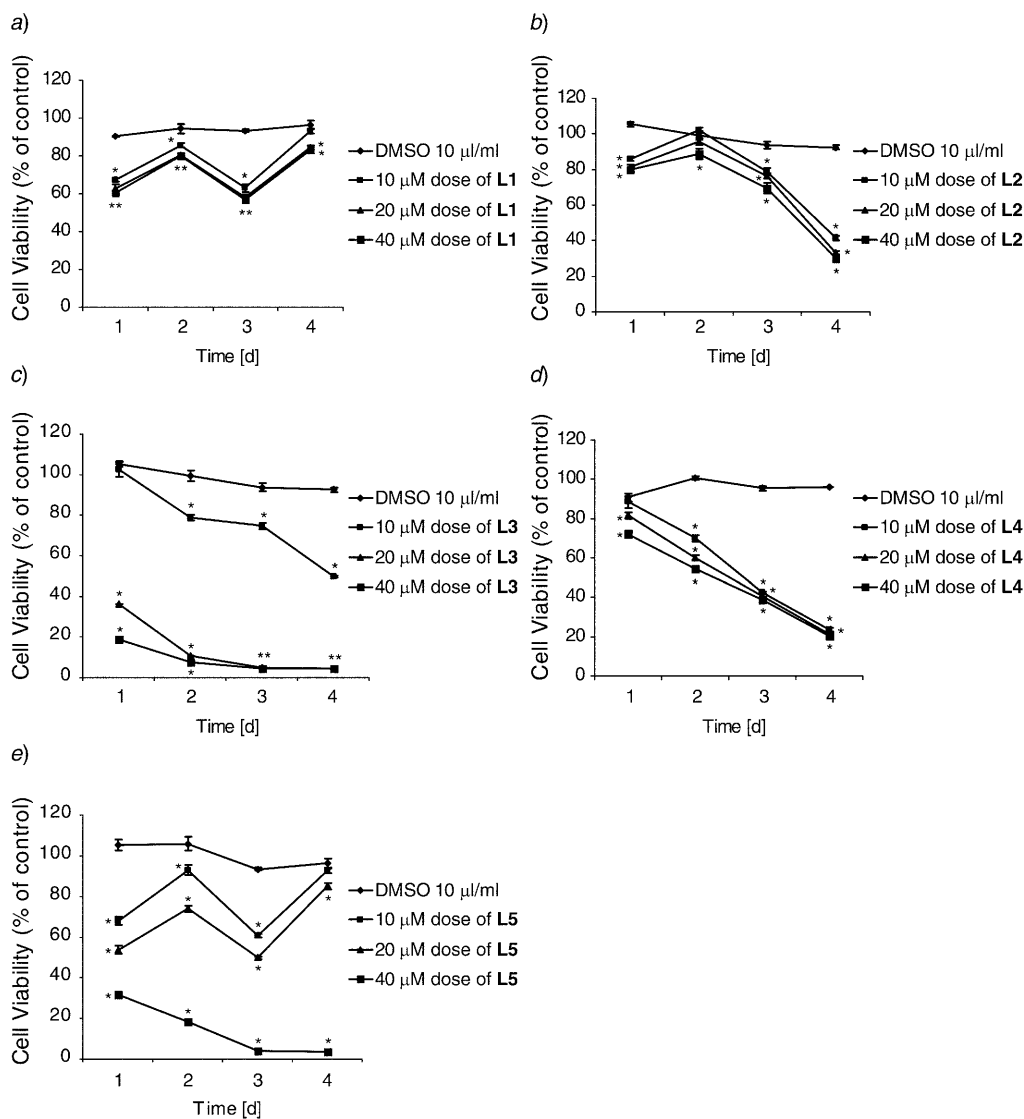 a)
Cell Viability (% of control)
120
100
80
60
40
20
0
* * * ** ** ** * *
1 2 3 4
Time [d]
DMSO 10 µl/ml
10 µM dose of L1
20 µM dose of L1
40 µM dose of L1
b)
Cell Viability (% of control)
120
100
80
60
40
20
0
* * * * * * * * * *
1 2 3 4
Time [d]
DMSO 10 µl/ml
10 µM dose of L2
20 µM dose of L2
40 µM dose of L2
c)
Cell Viability (% of control)
120
100
80
60
40
20
0
* * * * * * * ** **
1 2 3 4
Time [d]
DMSO 10 µl/ml
10 µM dose of L3
20 µM dose of L3
40 µM dose of L3
d)
Cell Viability (% of control)
120
100
80
60
40
20
0
* * * * * * * * * * *
1 2 3 4
Time [d]
DMSO 10 µl/ml
10 µM dose of L4
20 µM dose of L4
40 µM dose of L4
e)
Cell Viability (% of control)
120
100
80
60
40
20
0
* * * * * * * * * * *
1 2 3 4
Time [d]
DMSO 10 µl/ml
10 µM dose of L5
20 µM dose of L5
40 µM dose of L5